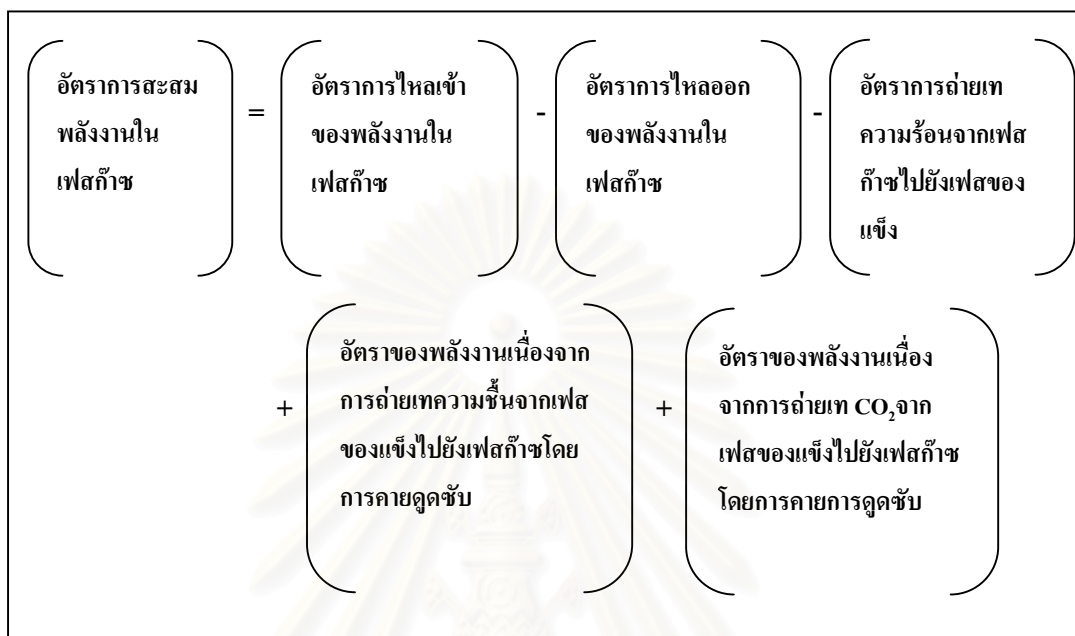 อัตราการสะสม
พลังงานใน
เฟสก๊าซ
=
อัตราการไหลเข้า
ของพลังงานใน
เฟสก๊าซ
-
อัตราการไหลออก
ของพลังงานใน
เฟสก๊าซ
-
อัตราการถ่ายเท
ความร้อนจากเฟส
ก๊าซไปยังเฟสของ
แข็ง
+
อัตราของพลังงานเนื่องจาก
การถ่ายเทความชื้นจากเฟส
ของแข็งไปยังเฟสก๊าซโดย
การคายดูดซับ
+
อัตราของพลังงานเนื่อง
จากการถ่ายเท CO₂จาก
เฟสของแข็งไปยังเฟสก๊าซ
โดยการคายการดูดซับ